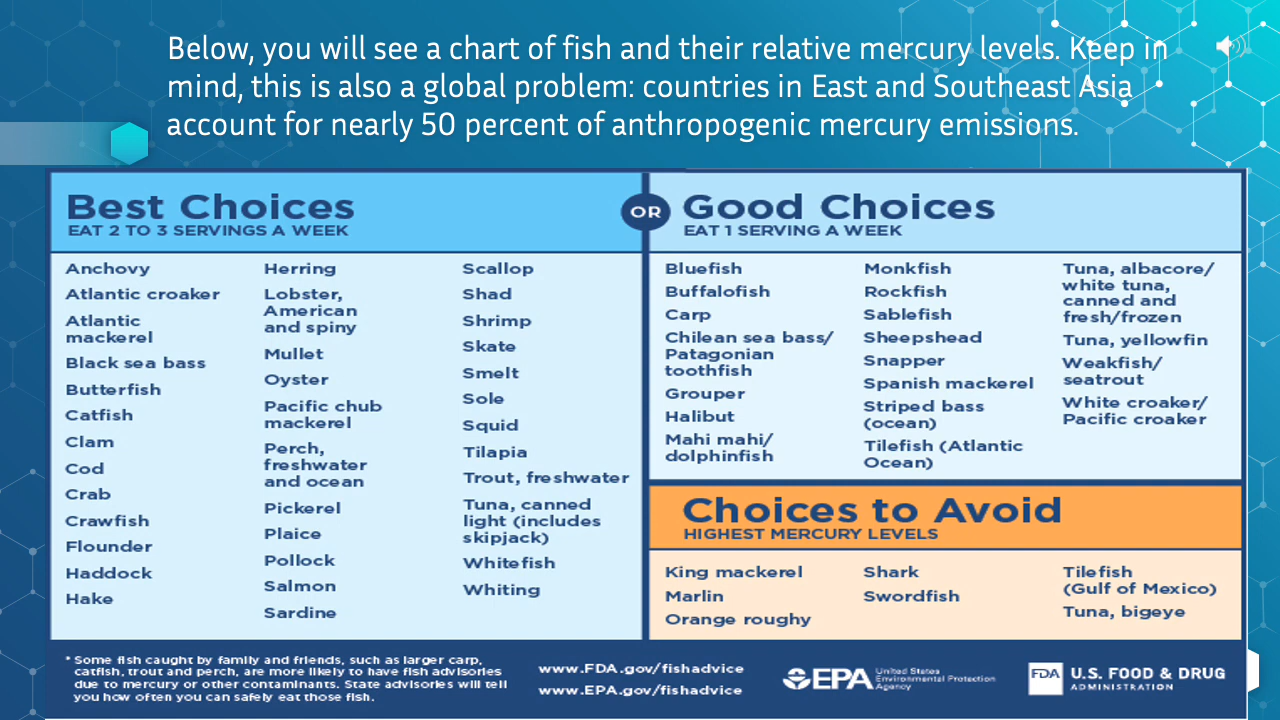 Below, you will see a chart of fish and their relative mercury levels. Keep in
mind, this is also a global problem: countries in East and Southeast Asia
account for nearly 50 percent of anthropogenic mercury emissions.
Best Choices
EAT 2 TO 3 SERVINGS A WEEK
Anchovy
Atlantic croaker
Atlantic
mackerel
Black sea bass
Butterfish
Catfish
Clam
Cod
Crab
Crawfish
Flounder
Haddock
Hake
Herring
Lobster,
American
and spiny
Mullet
Oyster
Pacific chub
mackerel
Perch,
freshwater
and ocean
Pickerel
Plaice
Pollock
Salmon
Sardine
Scallop
Shad
Shrimp
Skate
Smelt
Sole
Squid
Tilapia
Trout, freshwater
Tuna, canned
light (includes
skipjack)
Whitefish
Whiting
OR
Good Choices
EAT 1 SERVING A WEEK
Bluefish
Buffalofish
Carp
Chilean sea bass/
Patagonian
toothfish
Grouper
Halibut
Mahi mahi/
dolphinfish
Monkfish
Rockfish
Sablefish
Sheepshead
Snapper
Spanish mackerel
Striped bass
(ocean)
Tilefish (Atlantic
Ocean)
Tuna, albacore/
white tuna,
canned and
fresh/frozen
Tuna, yellowfin
Weakfish/
seatrout
White croaker/
Pacific croaker
Choices to Avoid
HIGHEST MERCURY LEVELS
King mackerel
Marlin
Orange roughy
Shark
Swordfish
Tilefish
(Gulf of Mexico)
Tuna, bigeye
* Some fish caught by family and friends, such as larger carp,
catfish, trout and perch, are more likely to have fish advisories
due to mercury or other contaminants. State advisories will tell
you how often you can safely eat those fish.
www.FDA.gov/fishadvice
www.EPA.gov/fishadvice
EPA
United States
Environmental Protection
Agency
FDA
U.S. FOOD & DRUG
ADMINISTRATION